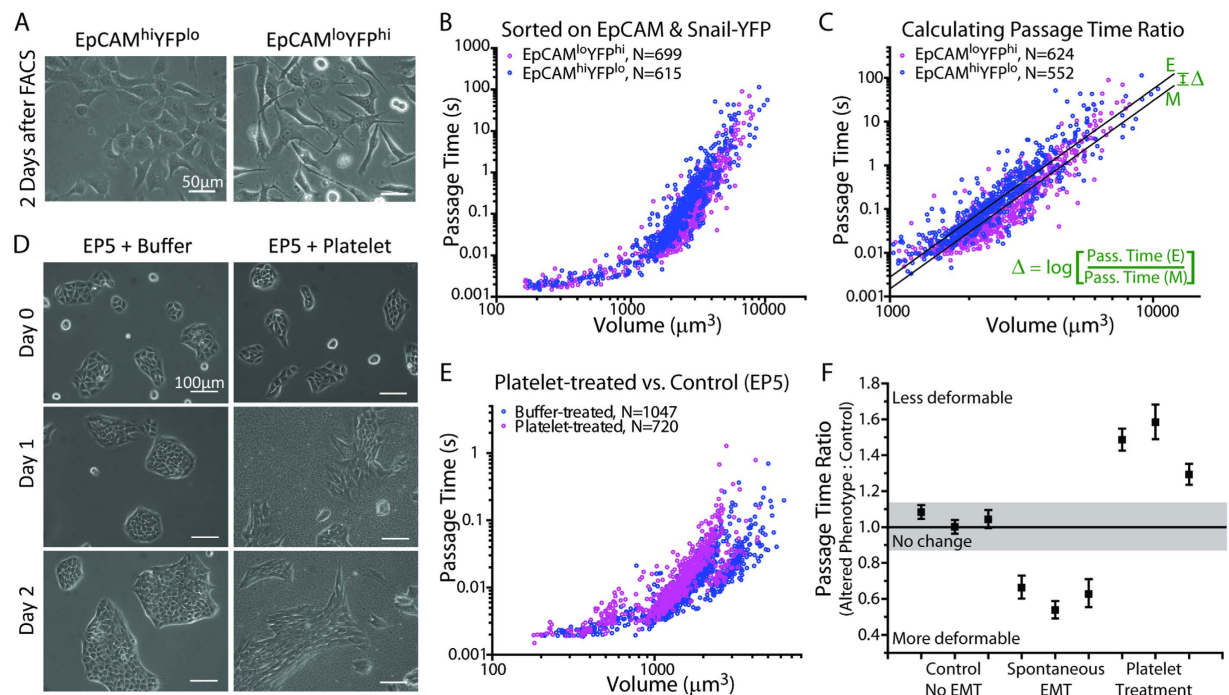 A
EpCAMʰⁱYFPˡᵒ
EpCAMˡᵒYFPʰⁱ
2 Days after FACS
50μm
B
Sorted on EpCAM & Snail-YFP
EpCAMˡᵒYFPʰⁱ, N=699
EpCAMʰⁱYFPˡᵒ, N=615
Passage Time (s)
1000
100
10
1
0.1
0.01
0.001
100
1000
10000
Volume (μm³)
C
Calculating Passage Time Ratio
EpCAMˡᵒYFPʰⁱ, N=624
EpCAMʰⁱYFPˡᵒ, N=552
E
Δ
M
Passage Time (s)
100
10
1
0.1
0.01
0.001
Δ = log[Pass. Time (E)
Pass. Time (M)]
1000
10000
Volume (μm³)
D
EP5 + Buffer
EP5 + Platelet
Day 0
100μm
Day 1
Day 2
E
Platelet-treated vs. Control (EP5)
Buffer-treated, N=1047
Platelet-treated, N=720
Passage Time (s)
10
1
0.1
0.01
0.001
100
1000
Volume (μm³)
F
Passage Time Ratio
(Altered Phenotype : Control)
1.8
1.6
1.4
1.2
1.0
0.8
0.6
0.4
Less deformable
No change
More deformable
Control
No EMT
Spontaneous
EMT
Platelet
Treatment